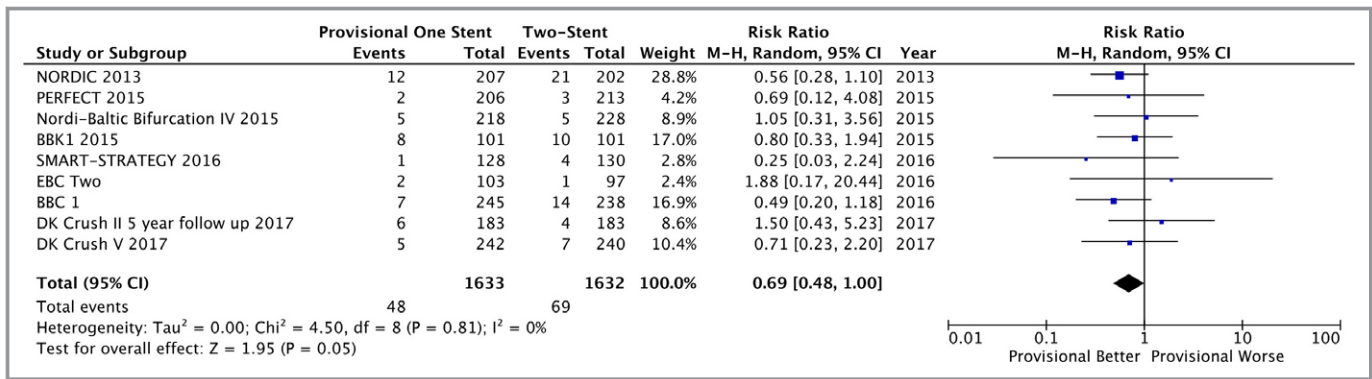 Provisional One Stent Two-Stent Risk Ratio Risk Ratio
Study or Subgroup Events Total Events Total Weight M-H, Random, 95% CI Year M-H, Random, 95% CI
NORDIC 2013 12 207 21 202 28.8% 0.56 [0.28, 1.10] 2013
PERFECT 2015 2 206 3 213 4.2% 0.69 [0.12, 4.08] 2015
Nordi-Baltic Bifurcation IV 2015 5 218 5 228 8.9% 1.05 [0.31, 3.56] 2015
BBK1 2015 8 101 10 101 17.0% 0.80 [0.33, 1.94] 2015
SMART-STRATEGY 2016 1 128 4 130 2.8% 0.25 [0.03, 2.24] 2016
EBC Two 2 103 1 97 2.4% 1.88 [0.17, 20.44] 2016
BBC 1 7 245 14 238 16.9% 0.49 [0.20, 1.18] 2016
DK Crush II 5 year follow up 2017 6 183 4 183 8.6% 1.50 [0.43, 5.23] 2017
DK Crush V 2017 5 242 7 240 10.4% 0.71 [0.23, 2.20] 2017
Total (95% CI) 1633 1632 100.0% 0.69 [0.48, 1.00]
Total events 48 69
Heterogeneity: Tau² = 0.00; Chi² = 4.50, df = 8 (P = 0.81); I² = 0%
Test for overall effect: Z = 1.95 (P = 0.05)
0.01 0.1 1 10 100
Provisional Better Provisional Worse